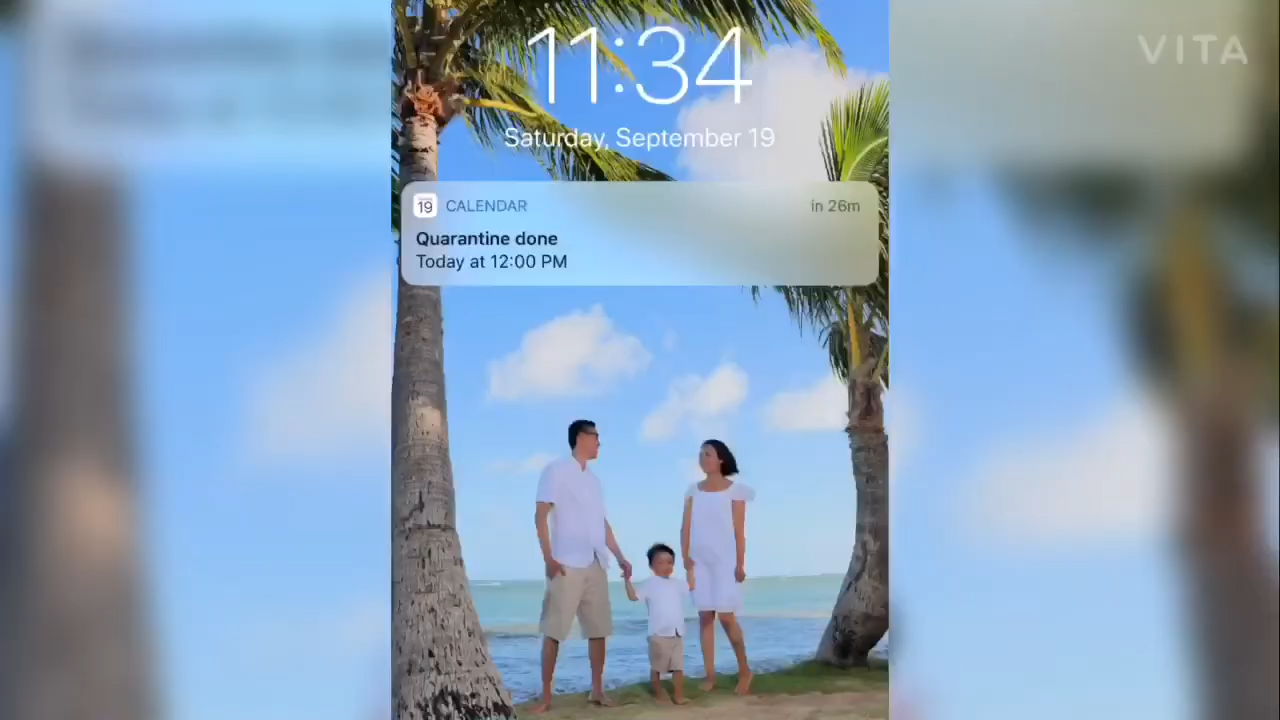 VITA
11:34
Saturday, September 19
19 CALENDAR in 26m
Quarantine done
Today at 12:00 PM